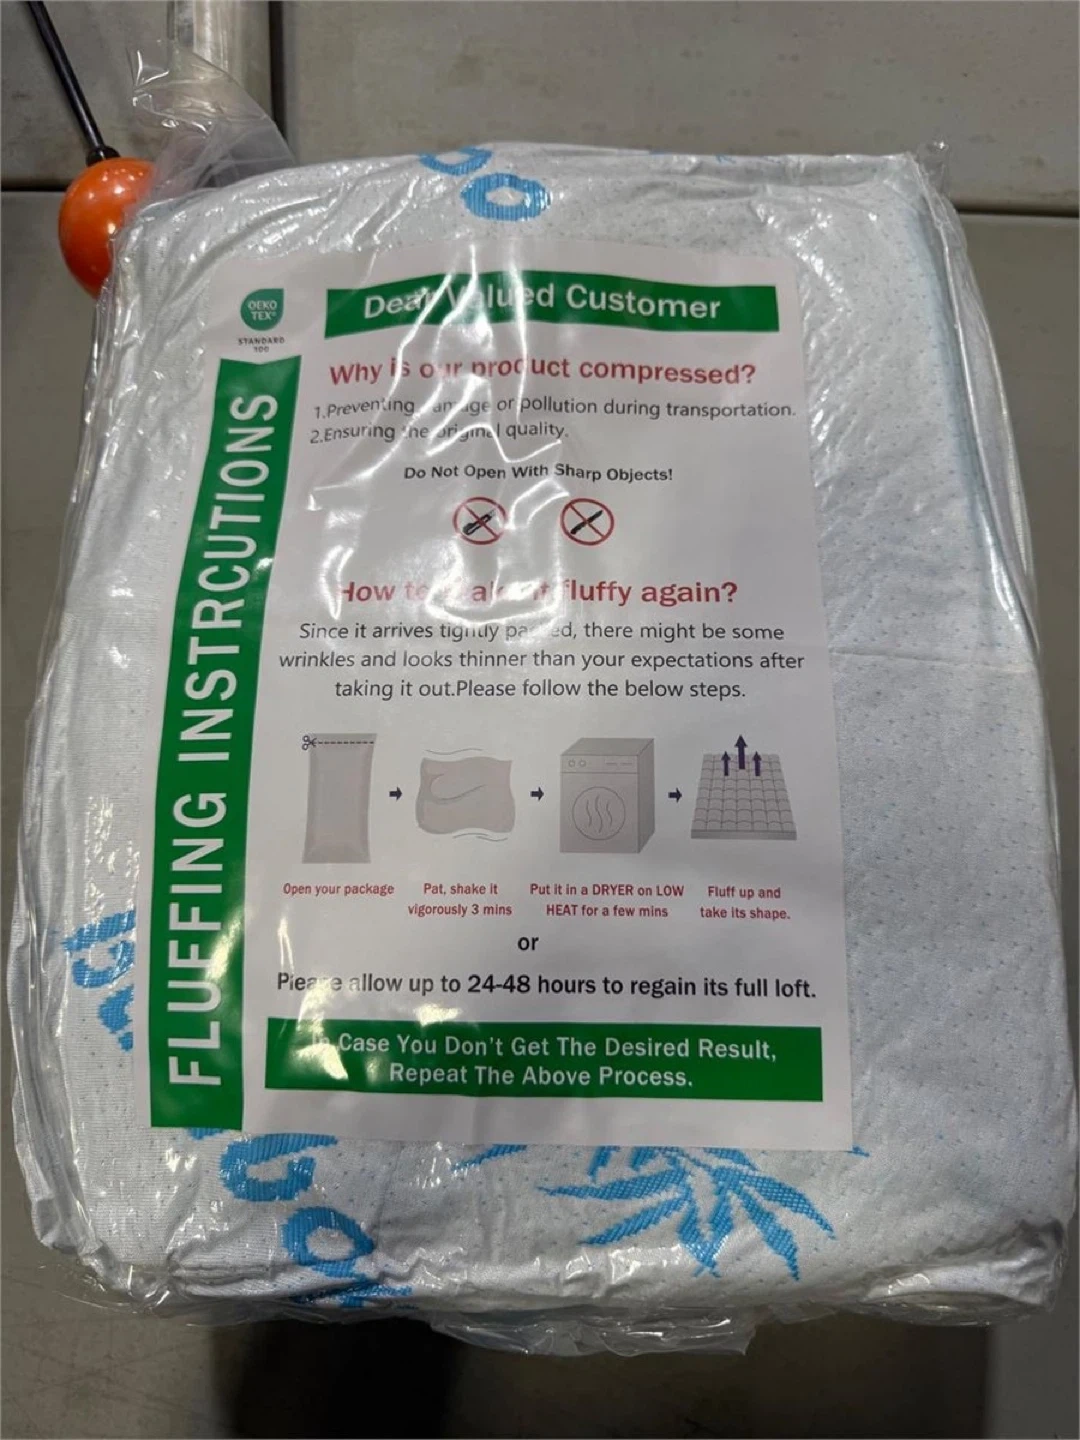 OEKO
TEX®
STANDARD
100
Dear Valued Customer
FLUFFING INSTRCUTIONS
Why is our product compressed?
1.Preventing damage or pollution during transportation.
2.Ensuring the original quality.
Do Not Open With Sharp Objects!
How to make it fluffy again?
Since it arrives tightly packed, there might be some
wrinkles and looks thinner than your expectations after
taking it out.Please follow the below steps.
Open your package
Pat, shake it
vigorously 3 mins
Put it in a DRYER on LOW
HEAT for a few mins
Fluff up and
take its shape.
or
Please allow up to 24-48 hours to regain its full loft.
In Case You Don't Get The Desired Result,
Repeat The Above Process.